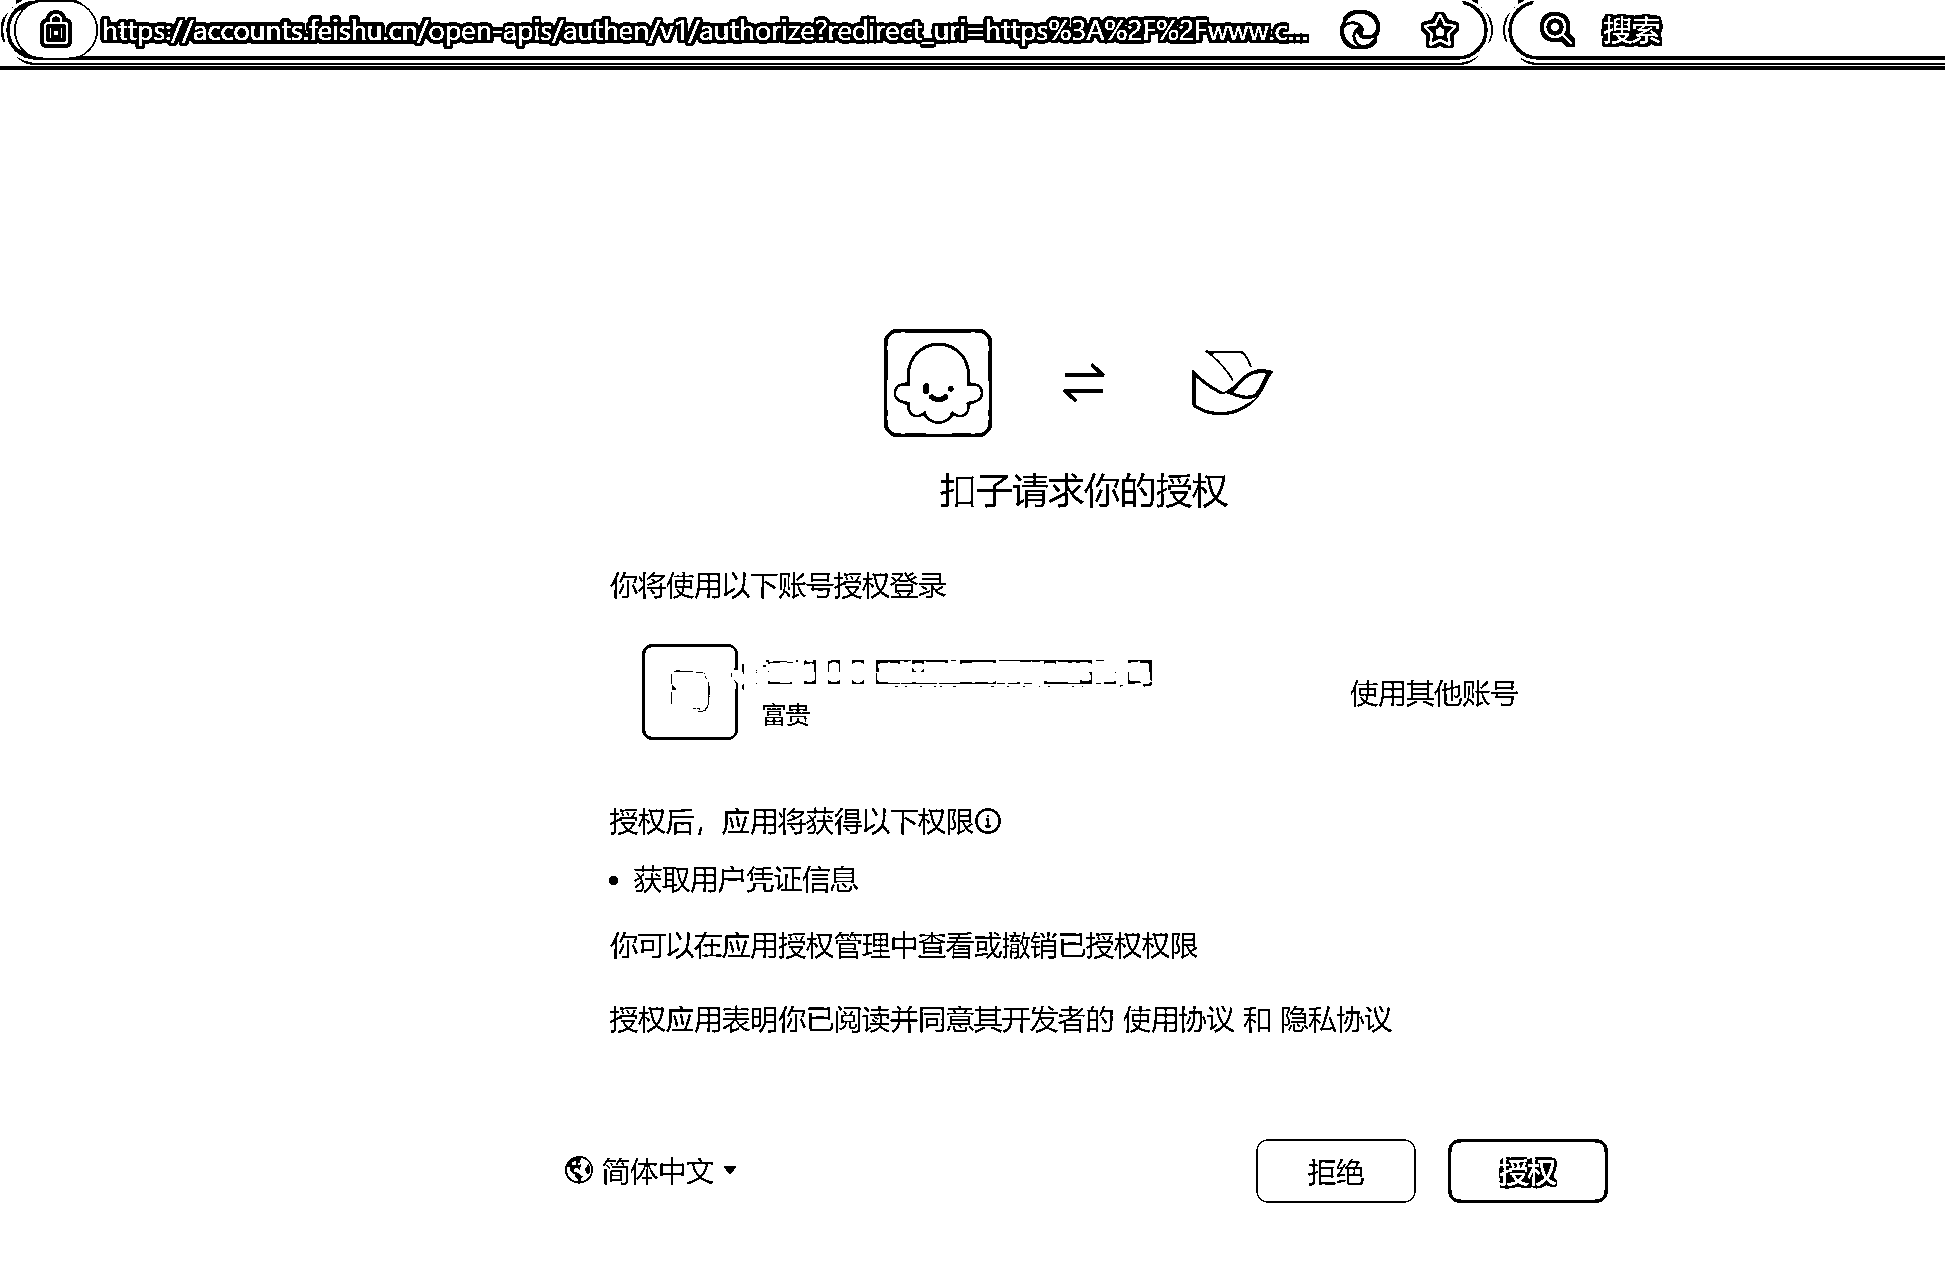 https://accounts.feishu.cn/open-apis/authen/v1/authorize?redirect_uri=https%3A%2F%2Fwww.c...
搜索
扣子请求你的授权
你将使用以下账号授权登录
富贵
使用其他账号
授权后，应用将获得以下权限
• 获取用户凭证信息
你可以在应用授权管理中查看或撤销已授权权限
授权应用表明你已阅读并同意其开发者的 使用协议 和 隐私协议
简体中文
拒绝
授权